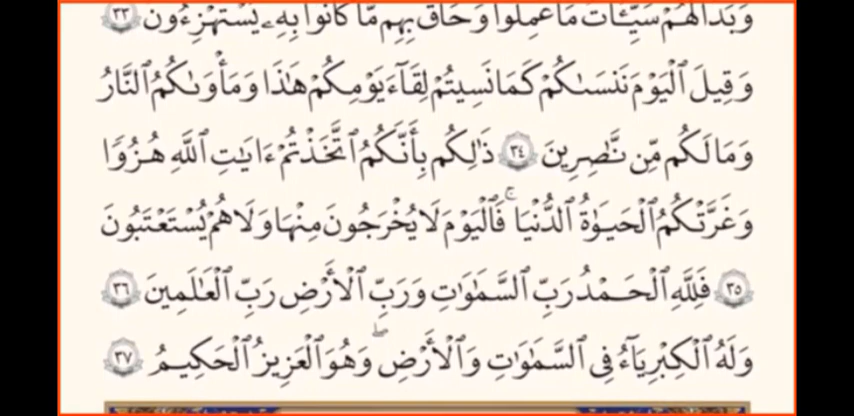 وَبَدَا لَهُمْ سَيِّـَٔاتُ مَا عَمِلُوا۟ وَحَاقَ بِهِم مَّا كَانُوا۟ بِهِۦ يَسْتَهْزِءُونَ ٣٣
وَقِيلَ ٱلْيَوْمَ نَنسَىٰكُمْ كَمَا نَسِيتُمْ لِقَآءَ يَوْمِكُمْ هَـٰذَا وَمَأْوَىٰكُمُ ٱلنَّارُ
وَمَا لَكُم مِّن نَّـٰصِرِينَ ٣٤ ذَٰلِكُم بِأَنَّكُمُ ٱتَّخَذْتُمْ ءَايَـٰتِ ٱللَّهِ هُزُوًا
وَغَرَّتْكُمُ ٱلْحَيَوٰةُ ٱلدُّنْيَا ۚ فَٱلْيَوْمَ لَا يُخْرَجُونَ مِنْهَا وَلَا هُمْ يُسْتَعْتَبُونَ
٣٥ فَلِلَّهِ ٱلْحَمْدُ رَبِّ ٱلسَّمَـٰوَٰتِ وَرَبِّ ٱلْأَرْضِ رَبِّ ٱلْعَـٰلَمِينَ ٣٦
وَلَهُ ٱلْكِبْرِيَآءُ فِى ٱلسَّمَـٰوَٰتِ وَٱلْأَرْضِ ۖ وَهُوَ ٱلْعَزِيزُ ٱلْحَكِيمُ ٣٧